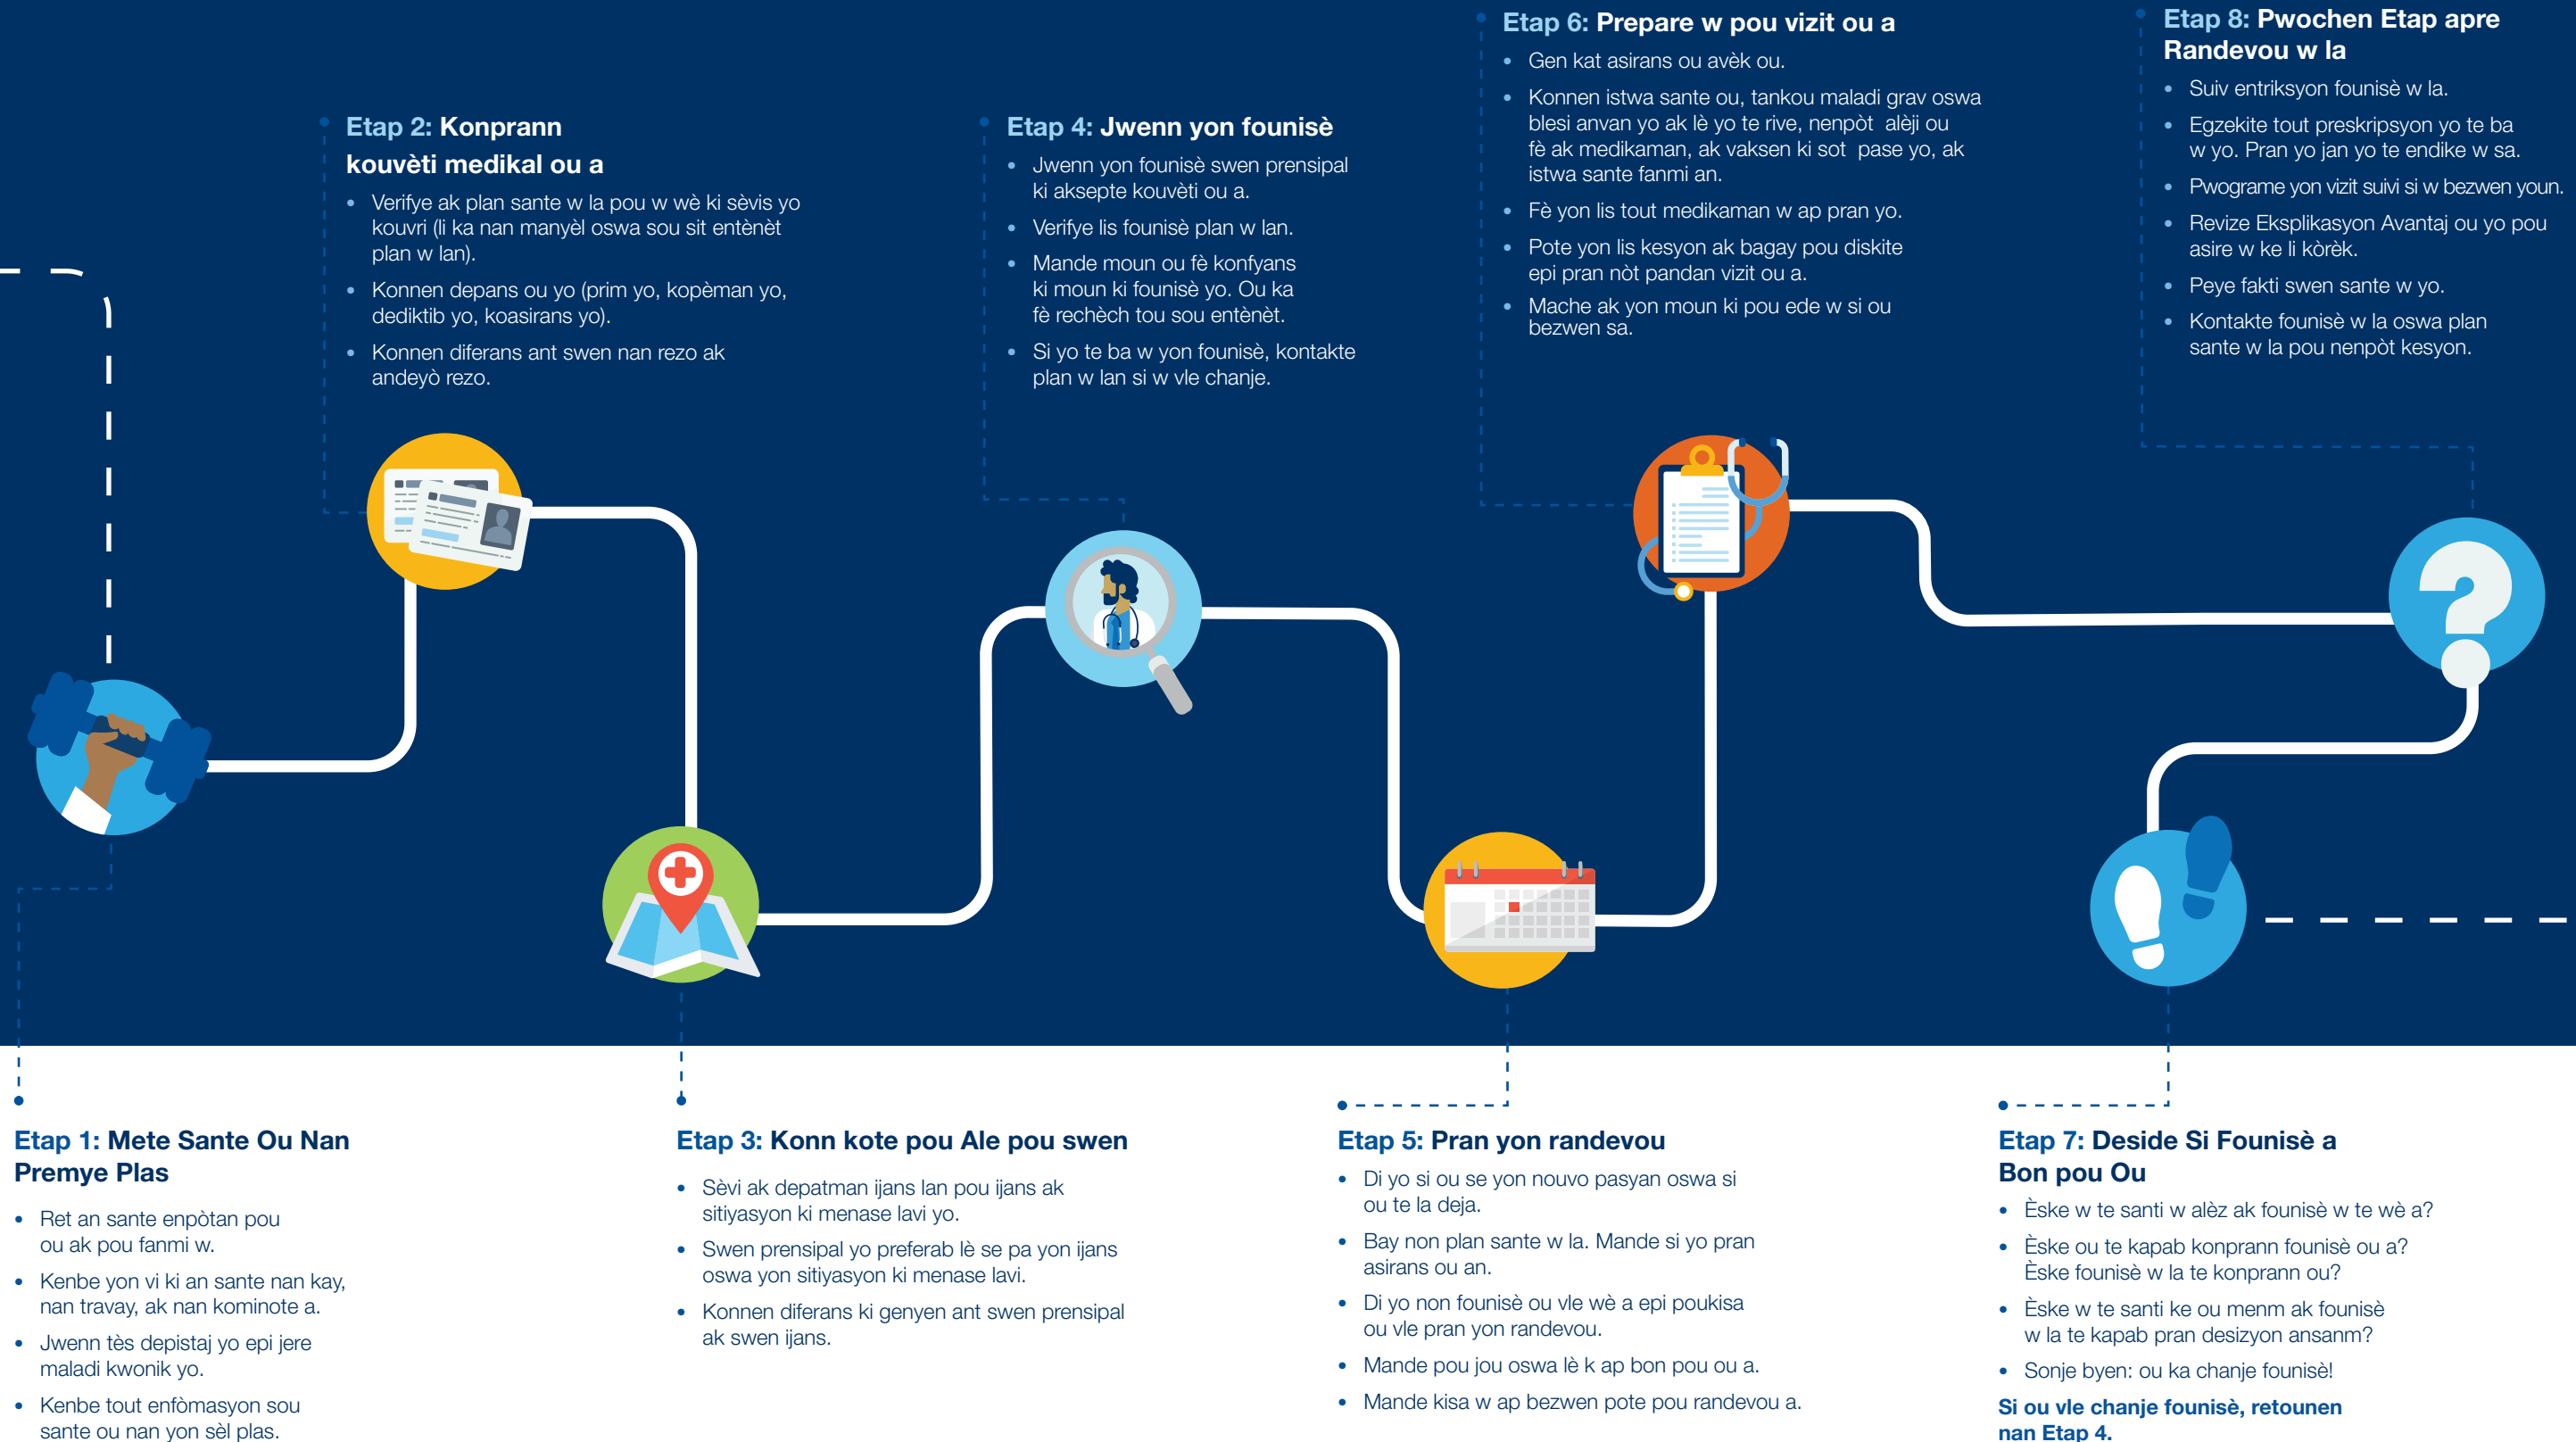 Etap 1: Mete Sante Ou Nan
Premye Plas
• Ret an sante enpòtan pou
ou ak pou fanmi w.
• Kenbe yon vi ki an sante nan kay,
nan travay, ak nan kominote a.
• Jwenn tès depistaj yo epi jere
maladi kwonik yo.
• Kenbe tout enfòmasyon sou
sante ou nan yon sèl plas.
Etap 2: Konprann
kouvèti medikal ou a
• Verifye ak plan sante w la pou w wè ki sèvis yo
kouvri (li ka nan manyèl oswa sou sit entènèt
plan w lan).
• Konnen depans ou yo (prim yo, kopèman yo,
dediktib yo, koasirans yo).
• Konnen diferans ant swen nan rezo ak
andeyò rezo.
Etap 3: Konn kote pou Ale pou swen
• Sèvi ak depatman ijans lan pou ijans ak
sitiyasyon ki menase lavi yo.
• Swen prensipal yo preferab lè se pa yon ijans
oswa yon sitiyasyon ki menase lavi.
• Konnen diferans ki genyen ant swen prensipal
ak swen ijans.
Etap 4: Jwenn yon founisè
• Jwenn yon founisè swen prensipal
ki aksepte kouvèti ou a.
• Verifye lis founisè plan w lan.
• Mande moun ou fè konfyans
ki moun ki founisè yo. Ou ka
fè rechèch tou sou entènèt.
• Si yo te ba w yon founisè, kontakte
plan w lan si w vle chanje.
Etap 5: Pran yon randevou
• Di yo si ou se yon nouvo pasyan oswa si
ou te la deja.
• Bay non plan sante w la. Mande si yo pran
asirans ou an.
• Di yo non founisè ou vle wè a epi poukisa
ou vle pran yon randevou.
• Mande pou jou oswa lè k ap bon pou ou a.
• Mande kisa w ap bezwen pote pou randevou a.
Etap 6: Prepare w pou vizit ou a
• Gen kat asirans ou avèk ou.
• Konnen istwa sante ou, tankou maladi grav oswa
blesi anvan yo ak lè yo te rive, nenpòt alèji ou
fè ak medikaman, ak vaksen ki sot pase yo, ak
istwa sante fanmi an.
• Fè yon lis tout medikaman w ap pran yo.
• Pote yon lis kesyon ak bagay pou diskite
epi pran nòt pandan vizit ou a.
• Mache ak yon moun ki pou ede w si ou
bezwen sa.
Etap 7: Deside Si Founisè a
Bon pou Ou
• Èske w te santi w alèz ak founisè w te wè a?
• Èske ou te kapab konprann founisè ou a?
Èske founisè w la te konprann ou?
• Èske w te santi ke ou menm ak founisè
w la te kapab pran desizyon ansanm?
• Sonje byen: ou ka chanje founisè!
Si ou vle chanje founisè, retounen
nan Etap 4.
Etap 8: Pwochen Etap apre
Randevou w la
• Suiv entriksyon founisè w la.
• Egzekite tout preskripsyon yo te ba
w yo. Pran yo jan yo te endike w sa.
• Pwograme yon vizit suivi si w bezwen youn.
• Revize Eksplikasyon Avantaj ou yo pou
asire w ke li kòrèk.
• Peye fakti swen sante w yo.
• Kontakte founisè w la oswa plan
sante w la pou nenpòt kesyon.